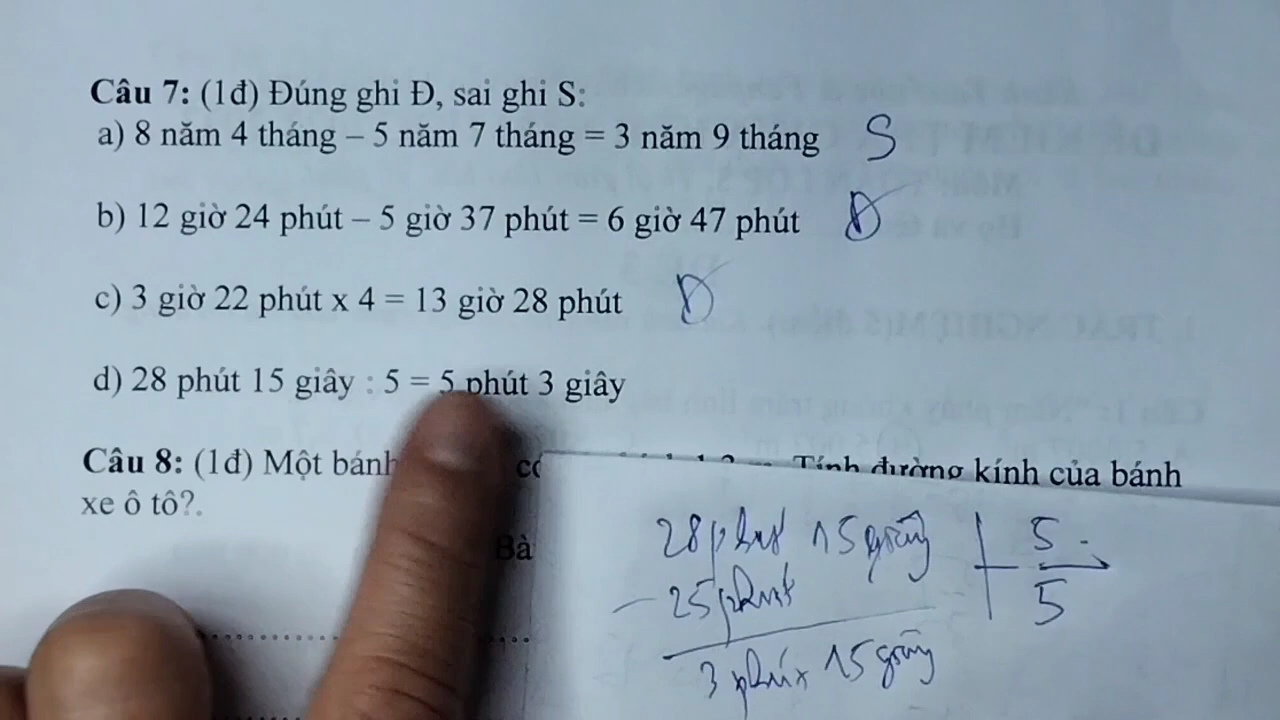 Câu 7: (1đ) Đúng ghi Đ, sai ghi S:
a) 8 năm 4 tháng – 5 năm 7 tháng = 3 năm 9 tháng S
b) 12 giờ 24 phút – 5 giờ 37 phút = 6 giờ 47 phút Đ
c) 3 giờ 22 phút x 4 = 13 giờ 28 phút Đ
d) 28 phút 15 giây : 5 = 5 phút 3 giây
Câu 8: (1đ) Một bánh Tính đường kính của bánh
xe ô tô?.
28 phút 15 giây 5
- 25 phút 5
3 phút 15 giây